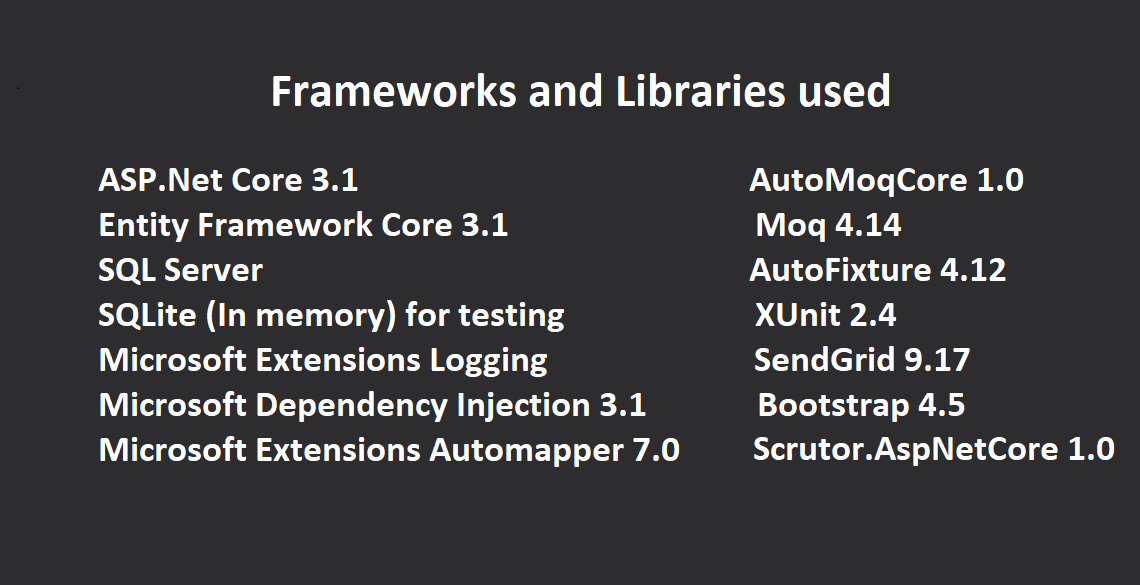 Frameworks and Libraries used
ASP.Net Core 3.1
Entity Framework Core 3.1
SQL Server
SQLite (In memory) for testing
Microsoft Extensions Logging
Microsoft Dependency Injection 3.1
Microsoft Extensions Automapper 7.0
AutoMoqCore 1.0
Moq 4.14
AutoFixture 4.12
XUnit 2.4
SendGrid 9.17
Bootstrap 4.5
Scrutor.AspNetCore 1.0